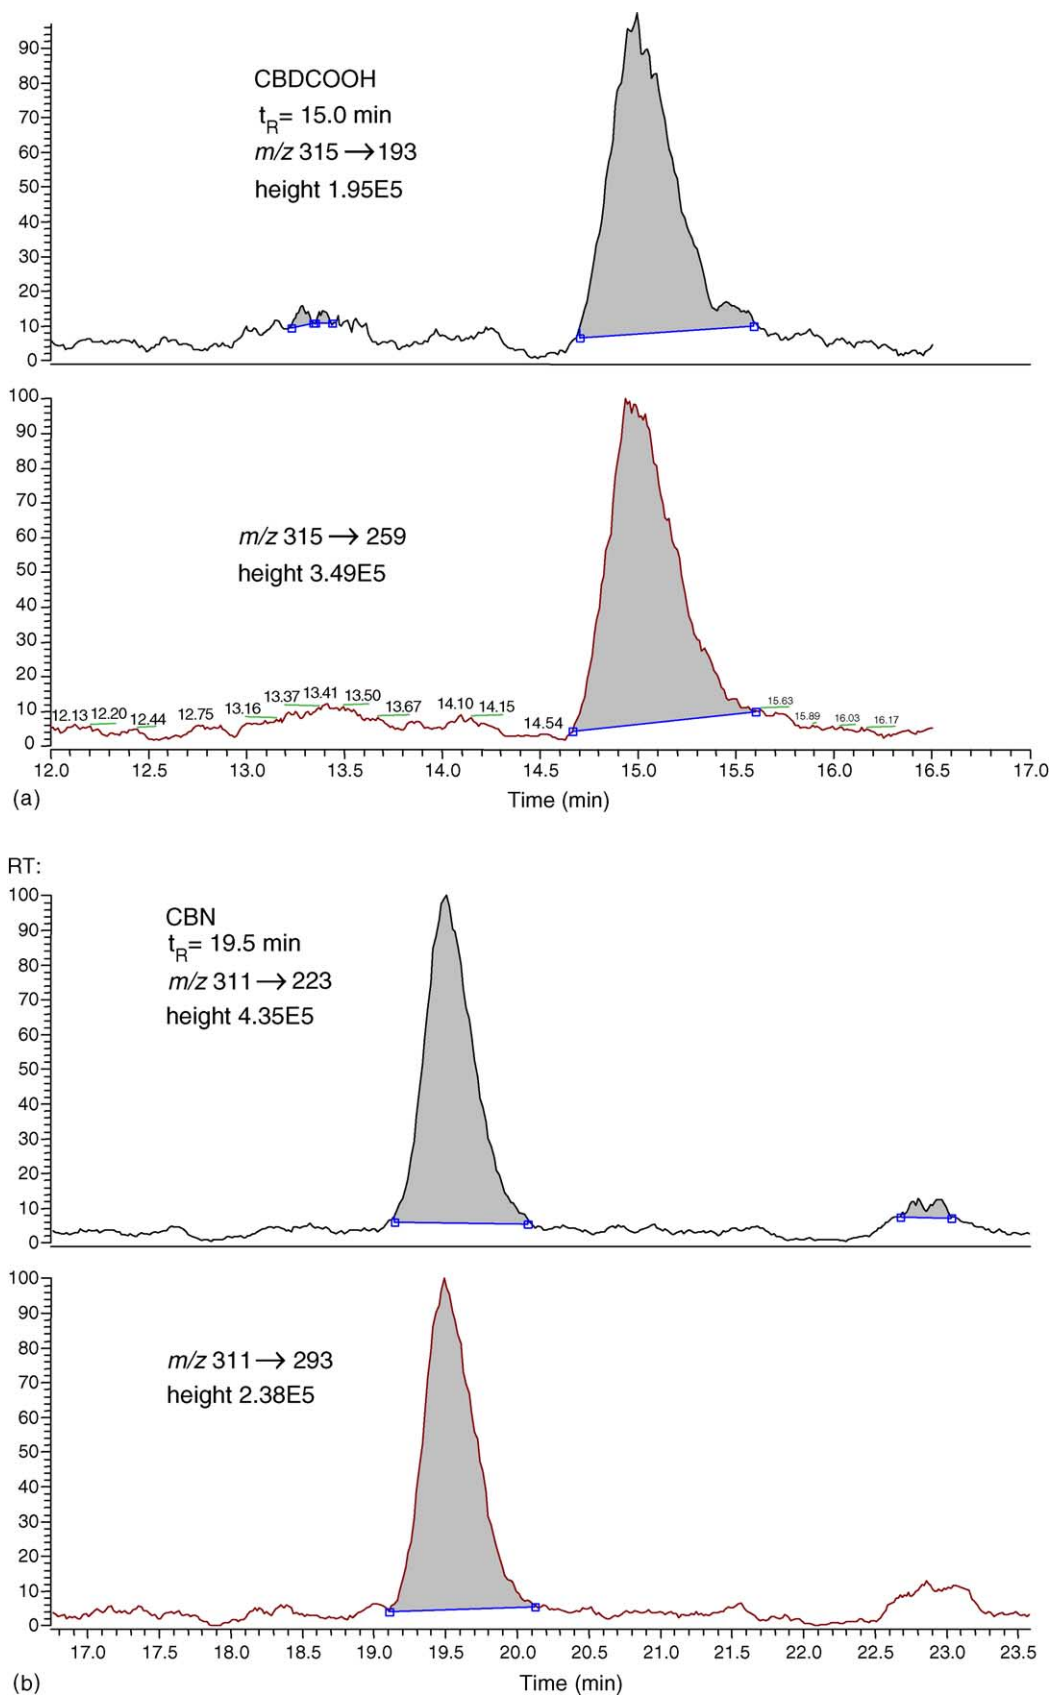 90
80
70
60
50
40
30
20
10
0
CBDCOOH
tR= 15.0 min
m/z 315 → 193
height 1.95E5
100
90
80
70
60
50
40
30
20
10
0
m/z 315 → 259
height 3.49E5
12.13 12.20 12.44 12.75 13.16 13.37 13.41 13.50 13.67 14.10 14.15 14.54 15.63 15.89 16.03 16.17
12.0 12.5 13.0 13.5 14.0 14.5 15.0 15.5 16.0 16.5 17.0
(a) Time (min)
RT:
100
90
80
70
60
50
40
30
20
10
0
CBN
tR= 19.5 min
m/z 311 → 223
height 4.35E5
100
90
80
70
60
50
40
30
20
10
0
m/z 311 → 293
height 2.38E5
17.0 17.5 18.0 18.5 19.0 19.5 20.0 20.5 21.0 21.5 22.0 22.5 23.0 23.5
(b) Time (min)